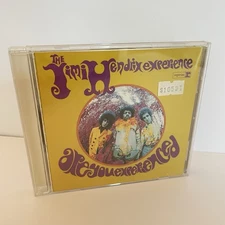 THE
Jimi Hendrix experience
are you experienced